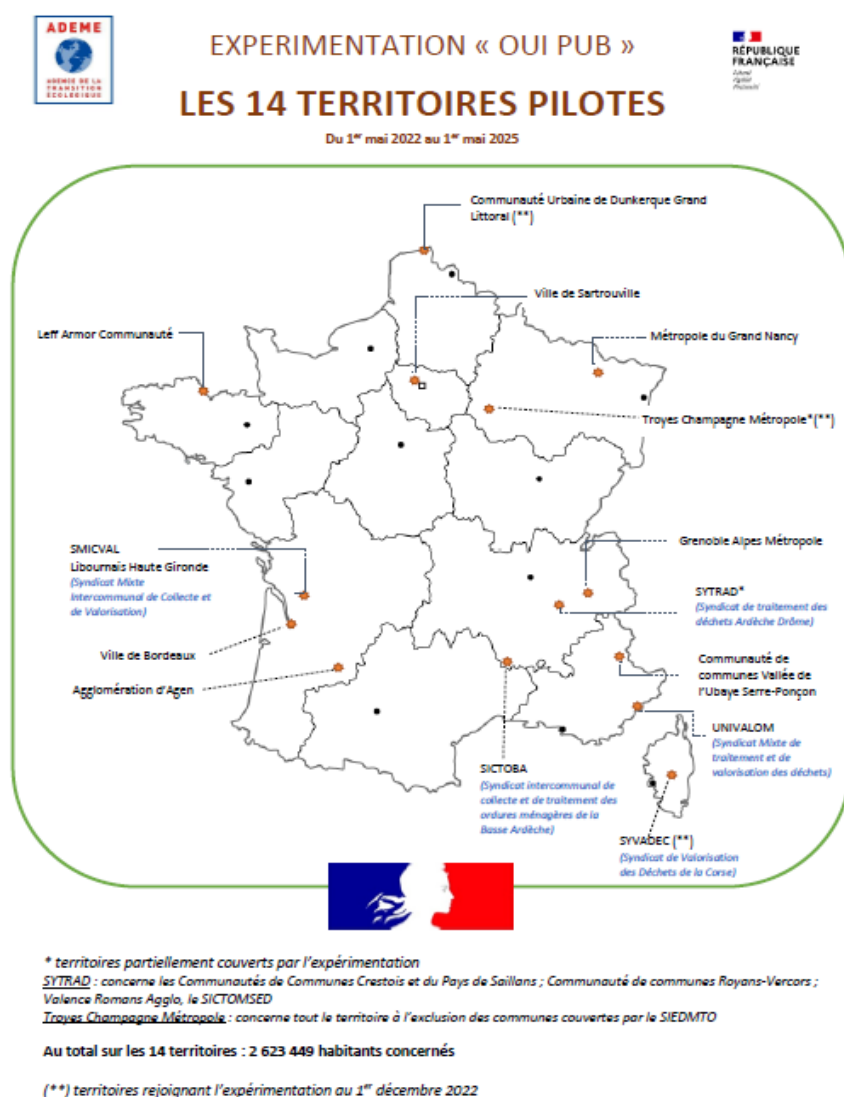 ADEME
AGENCE DE LA
TRANSITION
ÉCOLOGIQUE
EXPERIMENTATION « OUI PUB »
RÉPUBLIQUE
FRANÇAISE
Liberté
Égalité
Fraternité
LES 14 TERRITOIRES PILOTES
Du 1er mai 2022 au 1er mai 2025
Communauté Urbaine de Dunkerque Grand
Littoral (**)
Ville de Sartrouville
Leff Armor Communauté
Métropole du Grand Nancy
Troyes Champagne Métropole*(**)
Grenoble Alpes Métropole
SMICVAL
Libournais Haute Gironde
(Syndicat Mixte
Intercommunal de Collecte et
de Valorisation)
SYTRAD*
(Syndicat de traitement des
déchets Ardèche Drôme)
Ville de Bordeaux
Agglomération d'Agen
Communauté de
communes Vallée de
l'Ubaye Serre-Ponçon
UNIVALOM
(Syndicat Mixte de
traitement et de
valorisation des déchets)
SICTOBA
(Syndicat intercommunal de
collecte et de traitement des
ordures ménagères de la
Basse Ardèche)
SYVADEC (**)
(Syndicat de Valorisation
des Déchets de la Corse)
* territoires partiellement couverts par l'expérimentation
SYTRAD : concerne les Communautés de Communes Crestois et du Pays de Saillans ; Communauté de communes Royans-Vercors ;
Valence Romans Agglo, le SICTOMSED
Troyes Champagne Métropole : concerne tout le territoire à l'exclusion des communes couvertes par le SIEDMTO
Au total sur les 14 territoires : 2 623 449 habitants concernés
(**) territoires rejoignant l'expérimentation au 1er décembre 2022